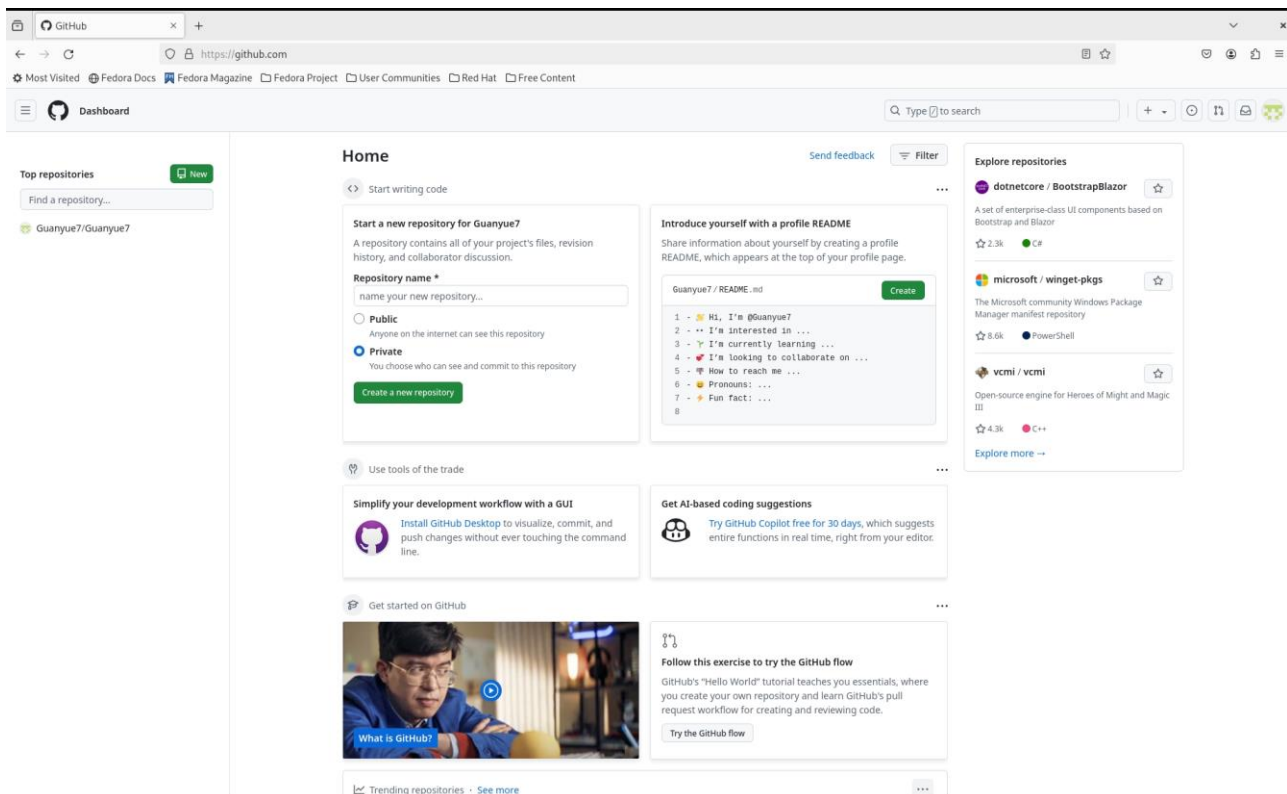 GitHub
https://github.com
Most Visited Fedora Docs Fedora Magazine Fedora Project User Communities Red Hat Free Content
Dashboard
Type / to search
Top repositories
New
Find a repository...
Guanyue7/Guanyue7
Home
Send feedback
Filter
Start writing code
Start a new repository for Guanyue7
A repository contains all of your project's files, revision
history, and collaborator discussion.
Repository name *
name your new repository...
Public
Anyone on the internet can see this repository
Private
You choose who can see and commit to this repository
Create a new repository
Introduce yourself with a profile README
Share information about yourself by creating a profile
README, which appears at the top of your profile page.
Guanyue7 / README.md
Create
1 - 👋 Hi, I'm @Guanyue7
2 - 👀 I'm interested in ...
3 - 🌱 I'm currently learning ...
4 - 💞️ I'm looking to collaborate on ...
5 - 📫 How to reach me ...
6 - 😄 Pronouns: ...
7 - ⚡ Fun fact: ...
8
Use tools of the trade
Simplify your development workflow with a GUI
Install GitHub Desktop to visualize, commit, and
push changes without ever touching the command
line.
Get AI-based coding suggestions
Try GitHub Copilot free for 30 days, which suggests
entire functions in real time, right from your editor.
Get started on GitHub
What is GitHub?
Follow this exercise to try the GitHub flow
GitHub's "Hello World" tutorial teaches you essentials, where
you create your own repository and learn GitHub's pull
request workflow for creating and reviewing code.
Try the GitHub flow
Trending repositories · See more
Explore repositories
dotnetcore / BootstrapBlazor
A set of enterprise-class UI components based on
Bootstrap and Blazor
2.3k C#
microsoft / winget-pkgs
The Microsoft community Windows Package
Manager manifest repository
8.6k PowerShell
vcmi / vcmi
Open-source engine for Heroes of Might and Magic
III
4.3k C++
Explore more →